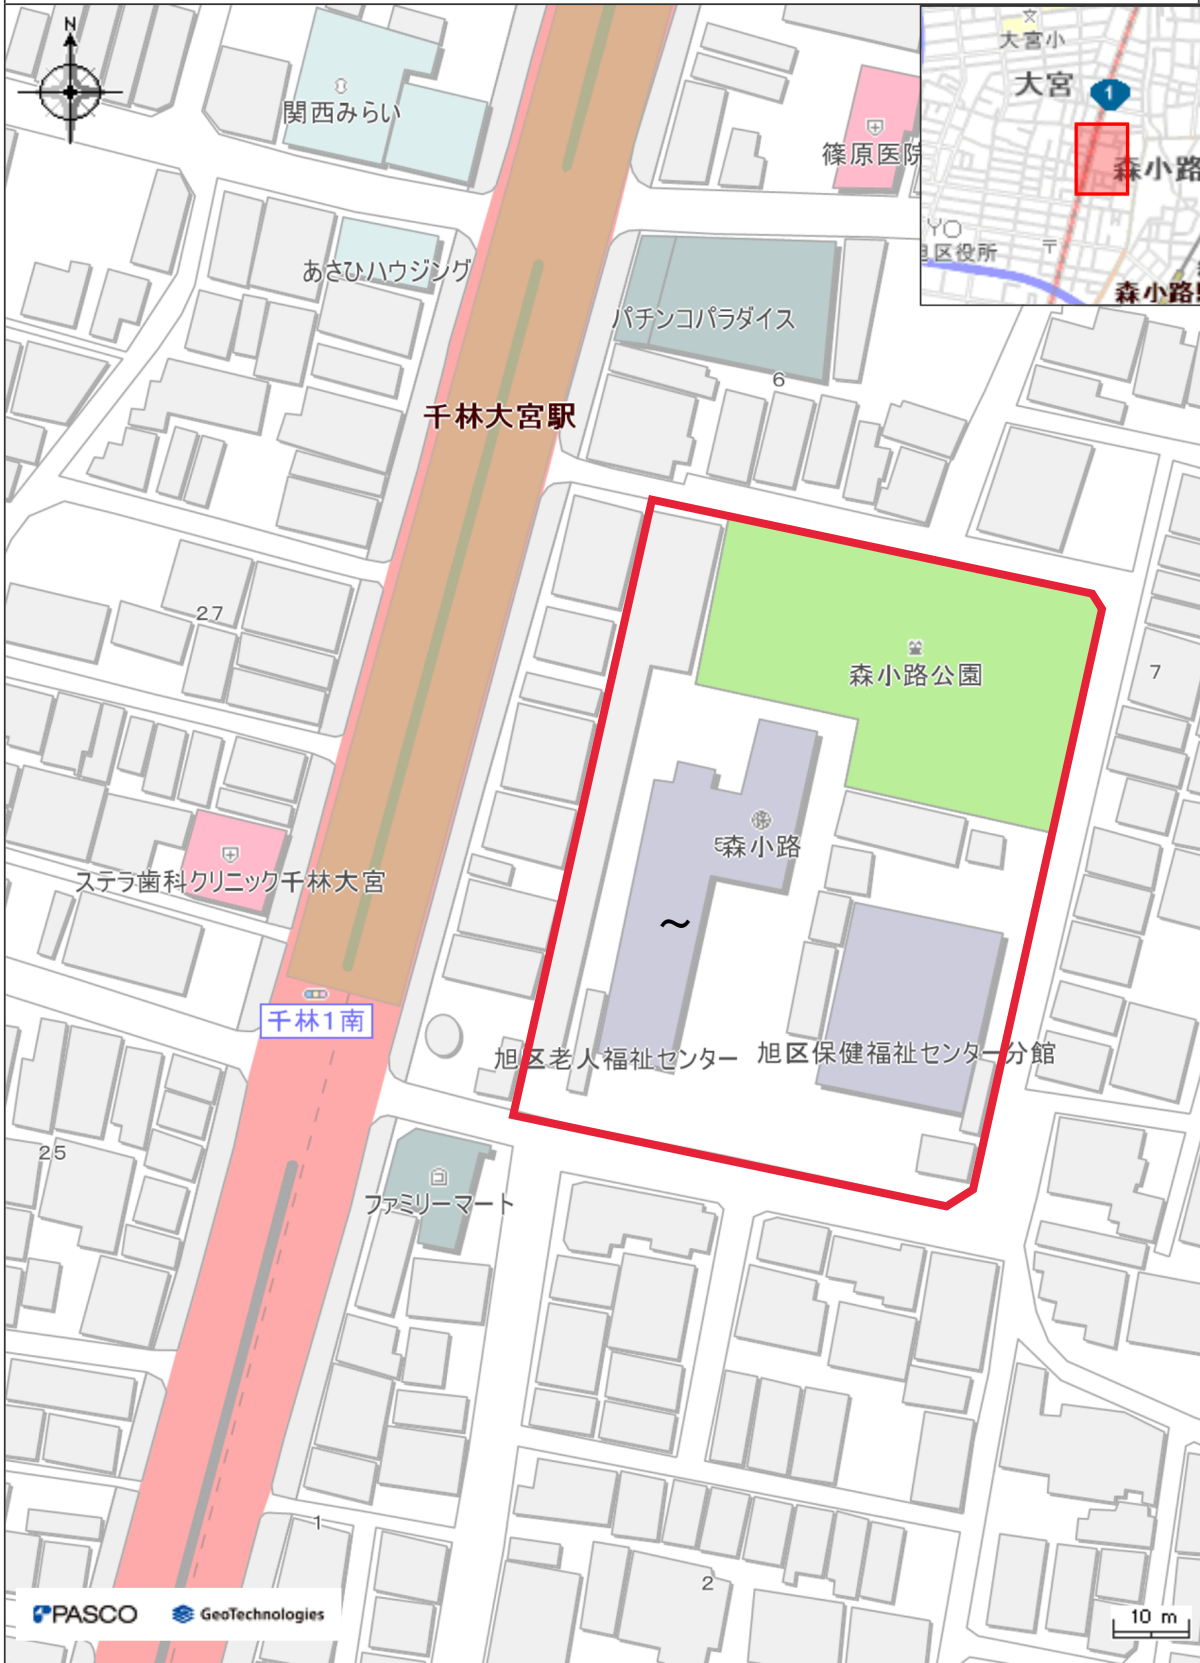 N
関西みらい
篠原医院
大宮小
大宮
1
森小路
旭区役所
森小路駅
あさひハウジング
パチンコパラダイス
6
千林大宮駅
27
森小路公園
7
5
森小路
ステラ歯科クリニック千林大宮
〜
千林1南
旭区老人福祉センター
旭区保健福祉センター分館
25
ファミリーマート
1
2
PASCO
GeoTechnologies
10 m